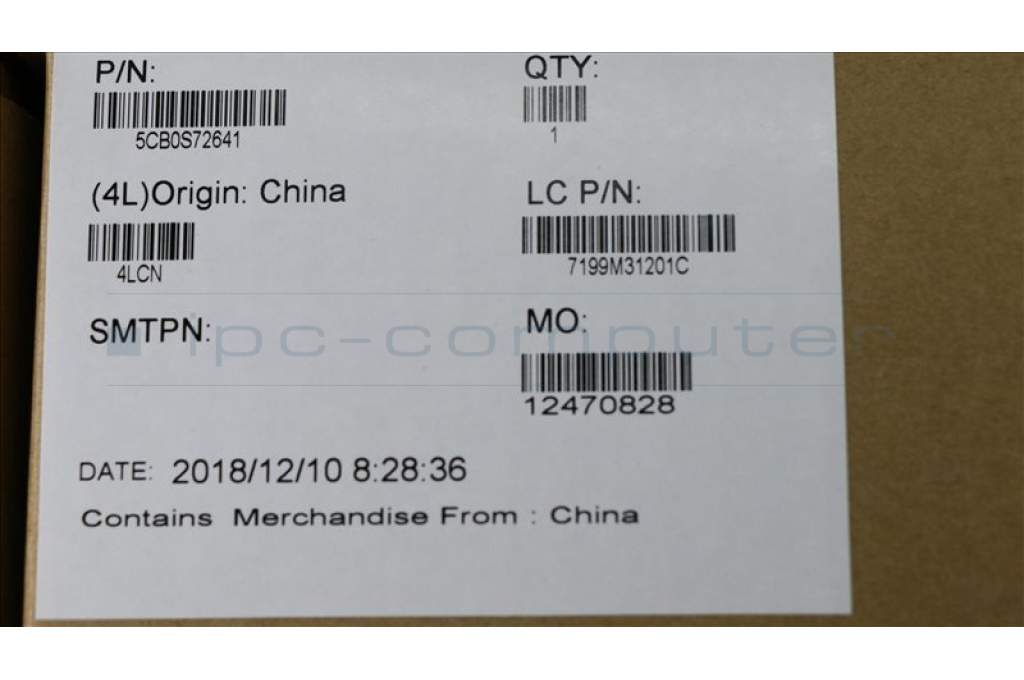 P/N:
5CB0S72641
QTY:
1
(4L)Origin: China
4LCN
LC P/N:
7199M31201C
SMTPN:
MO:
12470828
ipc-computer
DATE: 2018/12/10 8:28:36
Contains Merchandise From : China